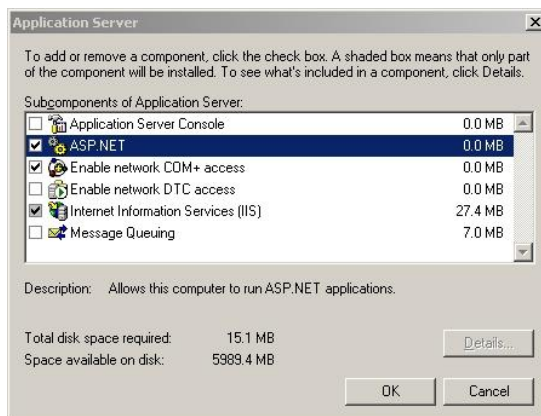 Application Server
To add or remove a component, click the check box. A shaded box means that only part
of the component will be installed. To see what's included in a component, click Details.
Subcomponents of Application Server:
Application Server Console 0.0 MB
ASP.NET 0.0 MB
Enable network COM+ access 0.0 MB
Enable network DTC access 0.0 MB
Internet Information Services (IIS) 27.4 MB
Message Queuing 7.0 MB
Description: Allows this computer to run ASP.NET applications.
Total disk space required: 15.1 MB
Space available on disk: 5989.4 MB
Details...
OK Cancel